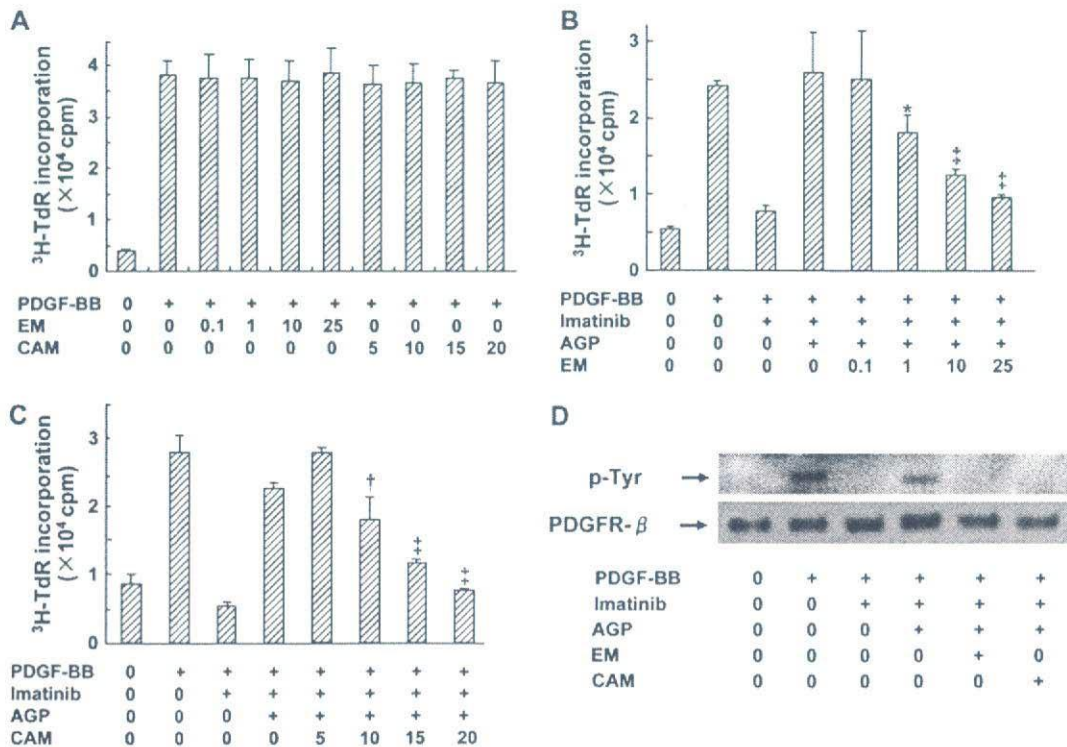 A
³H-TdR incorporation
(×10⁴ cpm)
4
3
2
1
0
PDGF-BB 0 + + + + + + + + +
EM 0 0 0.1 1 10 25 0 0 0 0
CAM 0 0 0 0 0 0 5 10 15 20
B
³H-TdR incorporation
(×10⁴ cpm)
3
2
1
0
*
‡
‡
PDGF-BB 0 + + + + + + +
Imatinib 0 0 + + + + + +
AGP 0 0 0 + + + + +
EM 0 0 0 0 0.1 1 10 25
C
³H-TdR incorporation
(×10⁴ cpm)
3
2
1
0
†
‡
‡
PDGF-BB 0 + + + + + + +
Imatinib 0 0 + + + + + +
AGP 0 0 0 + + + + +
CAM 0 0 0 0 5 10 15 20
D
p-Tyr
PDGFR-β
PDGF-BB 0 + + + + +
Imatinib 0 0 + + + +
AGP 0 0 0 + + +
EM 0 0 0 0 + 0
CAM 0 0 0 0 0 +